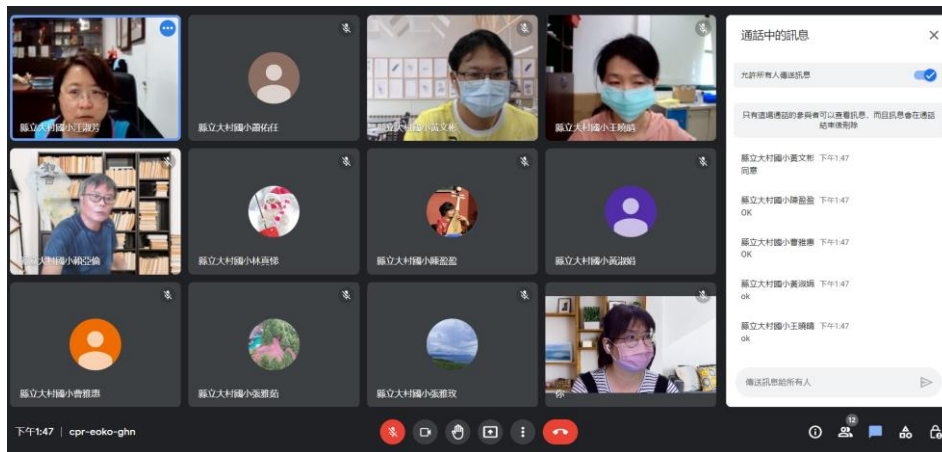 縣立大村國小江淑芳
縣立大村國小蕭佑任
縣立大村國小黃文彬
縣立大村國小王曉晴
縣立大村國小賴亞倫
縣立大村國小林真悌
縣立大村國小陳盈盈
縣立大村國小黃淑娟
縣立大村國小曹雅惠
縣立大村國小張雅茹
縣立大村國小張雅玫
你
通話中的訊息
允許所有人傳送訊息
只有這場通話的參與者可以查看訊息，而且訊息會在通話
結束後刪除
縣立大村國小黃文彬 下午1:47
同意
縣立大村國小陳盈盈 下午1:47
OK
縣立大村國小曹雅惠 下午1:47
OK
縣立大村國小黃淑娟 下午1:47
ok
縣立大村國小王曉晴 下午1:47
ok
傳送訊息給所有人
下午1:47 | cpr-eoko-ghn
12